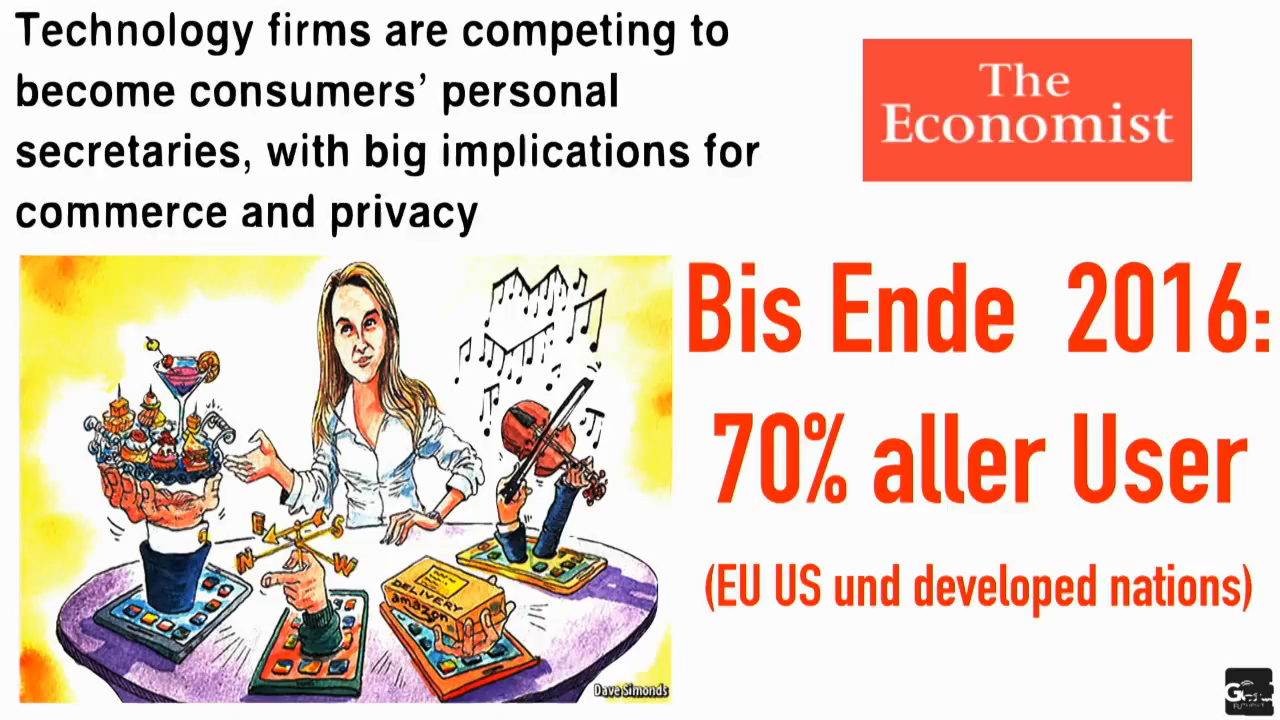 Technology firms are competing to
become consumers’ personal
secretaries, with big implications for
commerce and privacy
The
Economist
Bis Ende 2016:
70% aller User
(EU US und developed nations)
E
S
N
W
DELIVERY
amazon
Dave Simonds